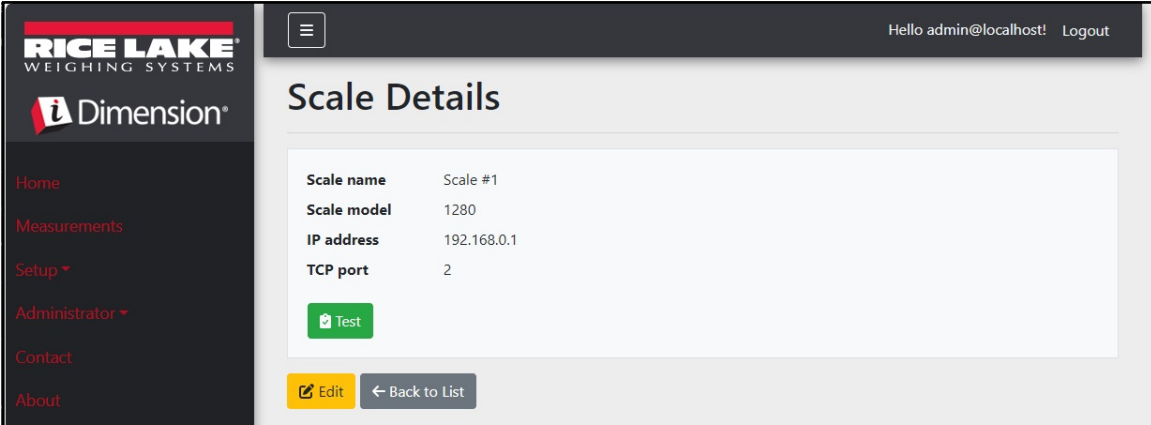 RICE LAKE®
WEIGHING SYSTEMS
i Dimension®
Home
Measurements
Setup
Administrator
Contact
About
Hello admin@localhost! Logout
Scale Details
Scale name Scale #1
Scale model 1280
IP address 192.168.0.1
TCP port 2
Test
Edit
Back to List